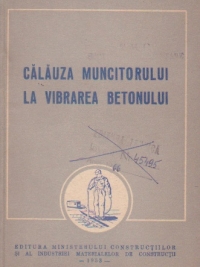 CĂLĂUZA MUNCITORULUI
LA VIBRAREA BETONULUI
EDITURA MINISTERULUI CONSTRUCŢIILOR
ŞI AL INDUSTRIEI MATERIALELOR DE CONSTRUCŢII